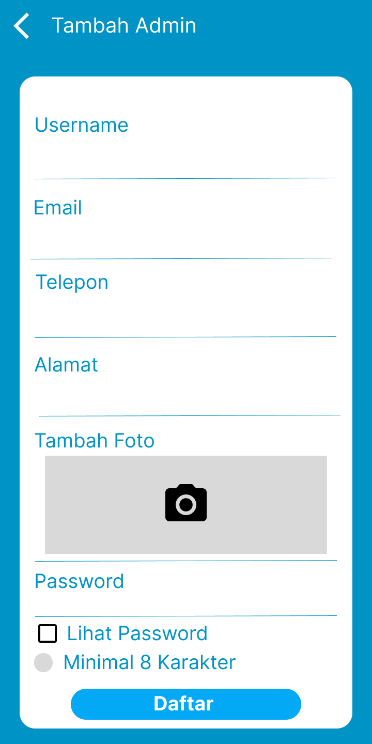 Tambah Admin
Username
Email
Telepon
Alamat
Tambah Foto
Password
Lihat Password
Minimal 8 Karakter
Daftar